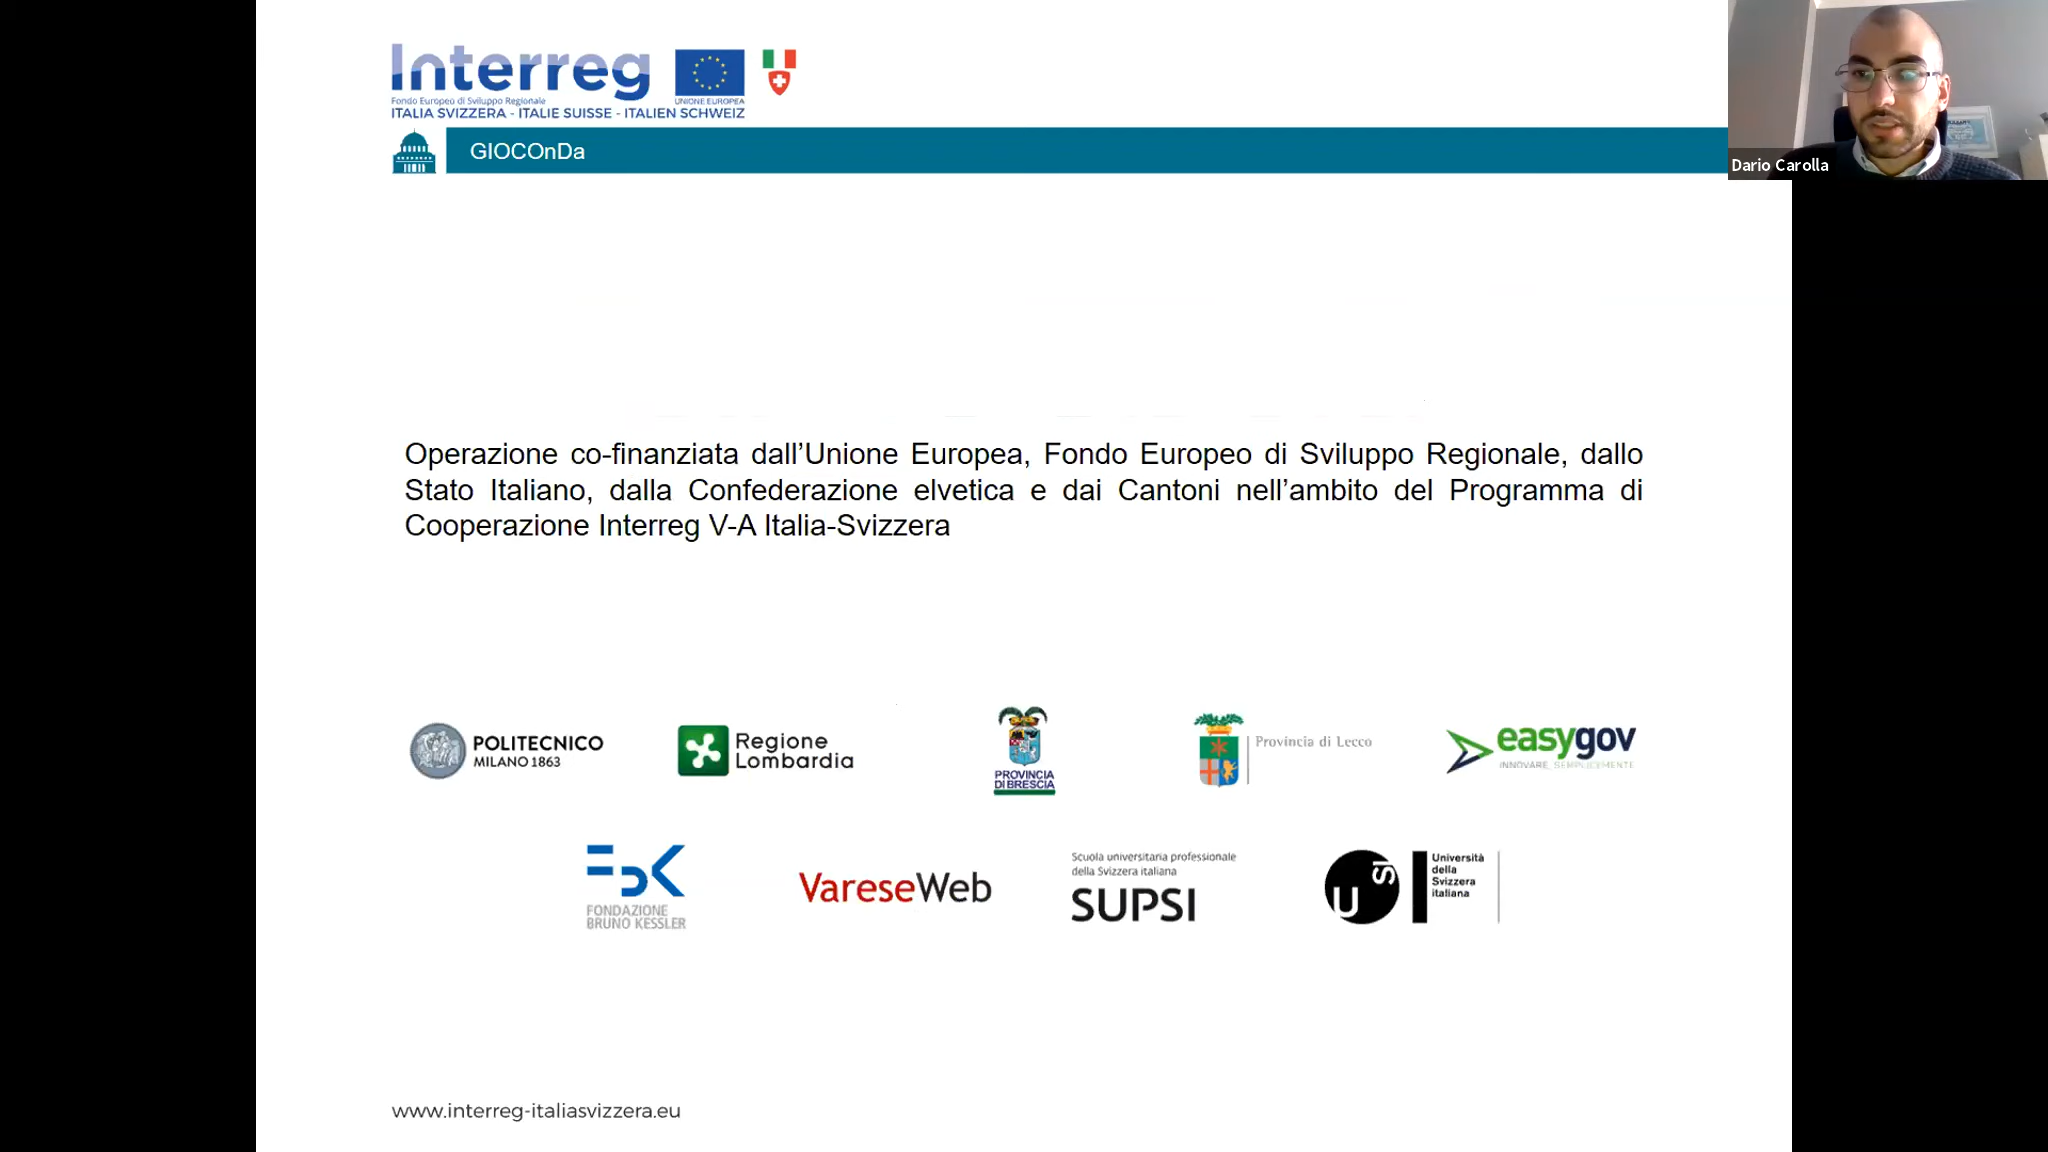 Interreg
Fondo Europeo di Sviluppo Regionale
UNIONE EUROPEA
ITALIA SVIZZERA - ITALIE SUISSE - ITALIEN SCHWEIZ
GIOCOnDa
Dario Carolla
Operazione co-finanziata dall’Unione Europea, Fondo Europeo di Sviluppo Regionale, dallo
Stato Italiano, dalla Confederazione elvetica e dai Cantoni nell’ambito del Programma di
Cooperazione Interreg V-A Italia-Svizzera
POLITECNICO
MILANO 1863
Regione
Lombardia
PROVINCIA
DI BRESCIA
Provincia di Lecco
easygov
INNOVARE, SEMPLICEMENTE
FBK
FONDAZIONE
BRUNO KESSLER
VareseWeb
Scuola universitaria professionale
della Svizzera italiana
SUPSI
USI
Università
della
Svizzera
italiana
www.interreg-italiasvizzera.eu